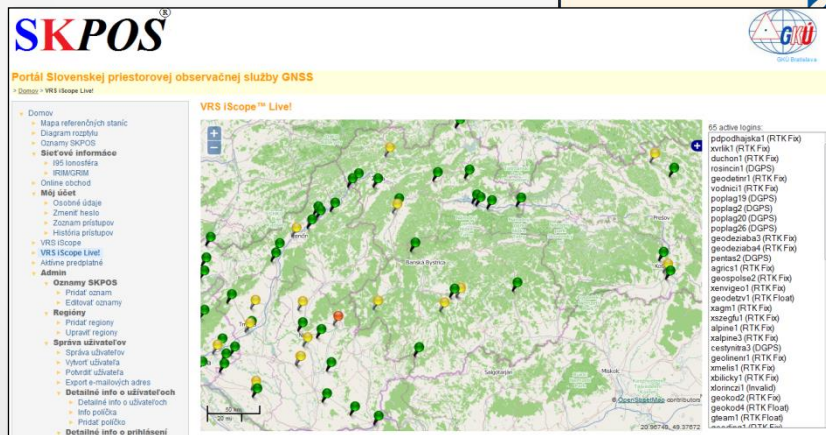 SKPOS®
GKÚ
GKÚ Bratislava
Portál Slovenskej priestorovej observačnej služby GNSS
> Domov > VRS iScope Live!
Domov
Mapa referenčných staníc
Diagram rozptylu
Oznamy SKPOS
Sieťové informácie
I95 Ionosféra
IRIM/GRIM
Online obchod
Môj účet
Osobné údaje
Zmeniť heslo
Zoznam prístupov
História prístupov
VRS iScope
VRS iScope Live!
Aktívne predplatné
Admin
Oznamy SKPOS
Pridať oznam
Editovať oznamy
Regióny
Pridať regiony
Upraviť regiony
Správa užívateľov
Správa užívateľov
Vytvoriť užívateľa
Potvrdiť užívateľa
Export e-mailových adries
Detailné info o užívateľoch
Detailné info o užívateľoch
Info políčka
Pridať políčko
Detailné info o prihlásení
VRS iScope™ Live!
+
−
+
Prešov
Banská Bystrica
Salgótarján
Miskolc
50 km
20 mi
© OpenStreetMap contributors
65 active logins:
pdpodhajska1 (RTK Fix)
xvrlik1 (RTK Fix)
duchon1 (RTK Fix)
rosincin1 (DGPS)
geodetnr1 (RTK Fix)
vodnici1 (RTK Fix)
poplag19 (DGPS)
poplag2 (DGPS)
poplag20 (DGPS)
poplag26 (DGPS)
geodeziaba3 (RTK Fix)
geodeziaba4 (RTK Fix)
pentas2 (DGPS)
agrics1 (RTK Fix)
geospolse2 (RTK Fix)
xenvigeo1 (RTK Fix)
geodetzv1 (RTK Float)
xagm1 (RTK Fix)
xszegfu1 (RTK Fix)
alpine1 (RTK Fix)
xalpine3 (RTK Fix)
cestynitra3 (DGPS)
geolinenr1 (RTK Fix)
xmelis1 (RTK Fix)
xbilicky1 (RTK Fix)
xlorinczi1 (Invalid)
geokod2 (RTK Fix)
geokod4 (RTK Float)
gteam1 (RTK Float)